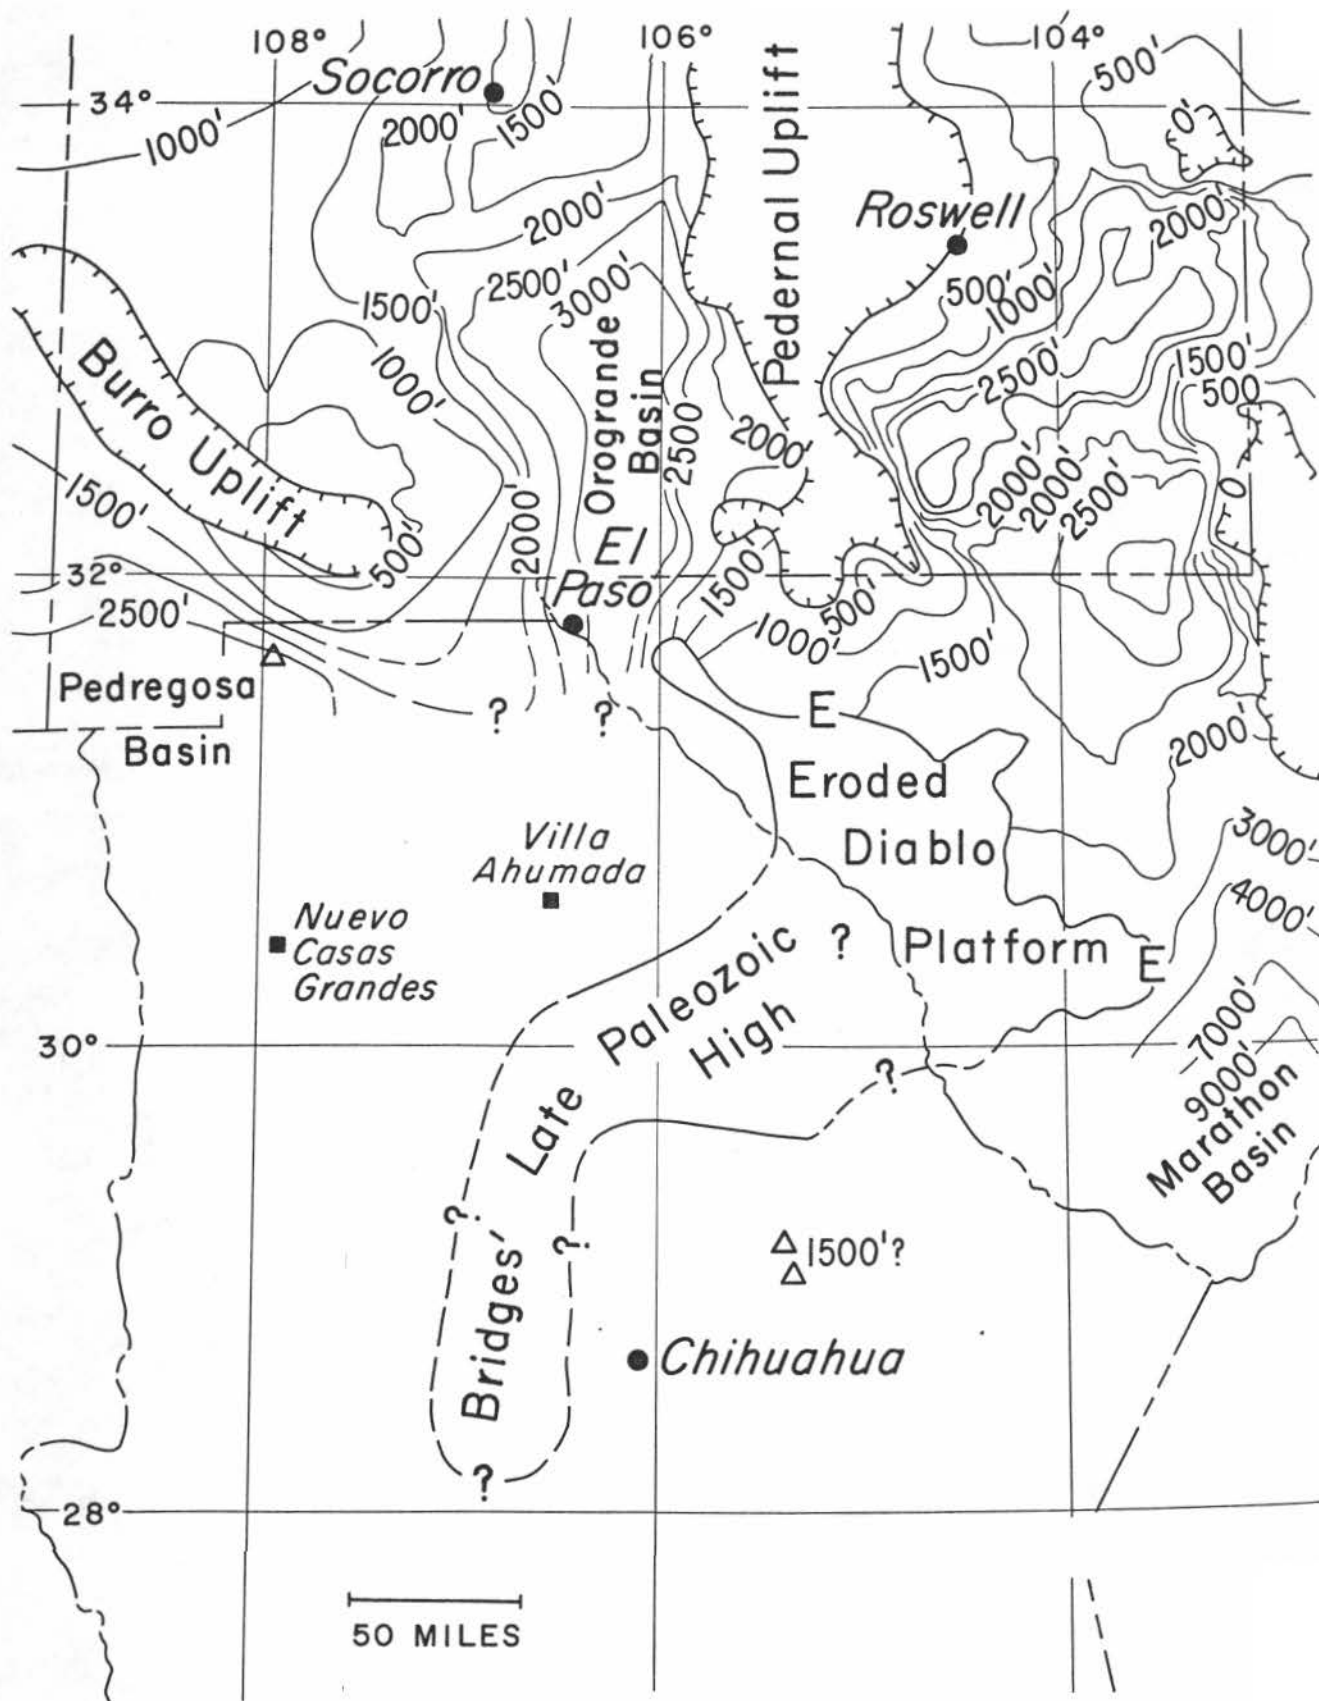 108°
106°
104°
Socorro
34°
1000'
2000'
1500'
500'
0'
Pedernal Uplift
Roswell
2000'
2000'
2500'
3000'
1500'
500'
1000'
1500'
500
2500'
1000'
Burro Uplift
Orogrande
Basin
2500
2000'
2000'
2000'
2500'
0
1500'
2000'
500'
El
Paso
32°
2500'
1500'
500'
1000'
1500'
Pedregosa
Basin
?
?
E
2000'
Eroded
Diablo
Platform
E
3000'
4000'
7000'
9000'
Marathon
Basin
Villa
Ahumada
Nuevo
Casas
Grandes
?
30°
Bridges' Late Paleozoic
High
?
?
?
1500'?
Chihuahua
?
28°
50 MILES